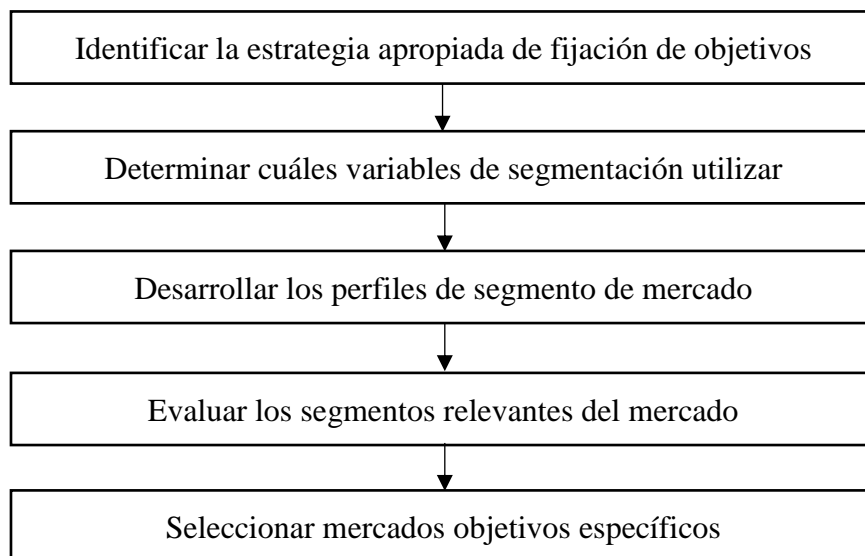 Identificar la estrategia apropiada de fijación de objetivos
Determinar cuáles variables de segmentación utilizar
Desarrollar los perfiles de segmento de mercado
Evaluar los segmentos relevantes del mercado
Seleccionar mercados objetivos específicos